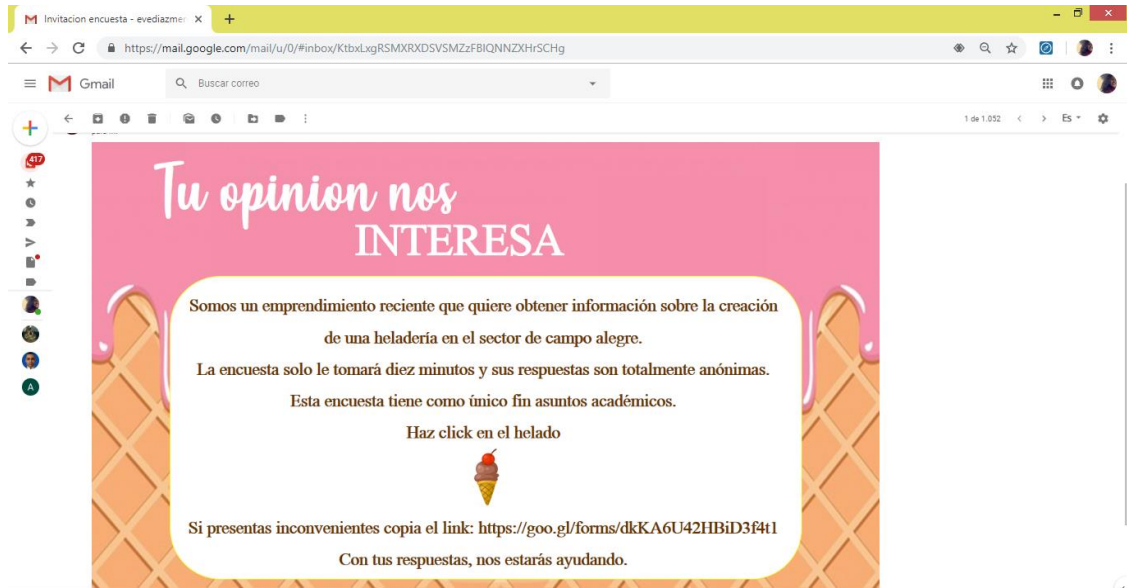 Invitacion encuesta - evediazmer
https://mail.google.com/mail/u/0/#inbox/KtbxLxgRSMXRXDSVSMZzFBIQNNZXHrSCHg
Gmail
Buscar correo
1 de 1.052
Es
417
Tu opinion nos
INTERESA
Somos un emprendimiento reciente que quiere obtener información sobre la creación
de una heladería en el sector de campo alegre.
La encuesta solo le tomará diez minutos y sus respuestas son totalmente anónimas.
Esta encuesta tiene como único fin asuntos académicos.
Haz click en el helado
A
Si presentas inconvenientes copia el link: https://goo.gl/forms/dkKA6U42HBiD3f4t1
Con tus respuestas, nos estarás ayudando.